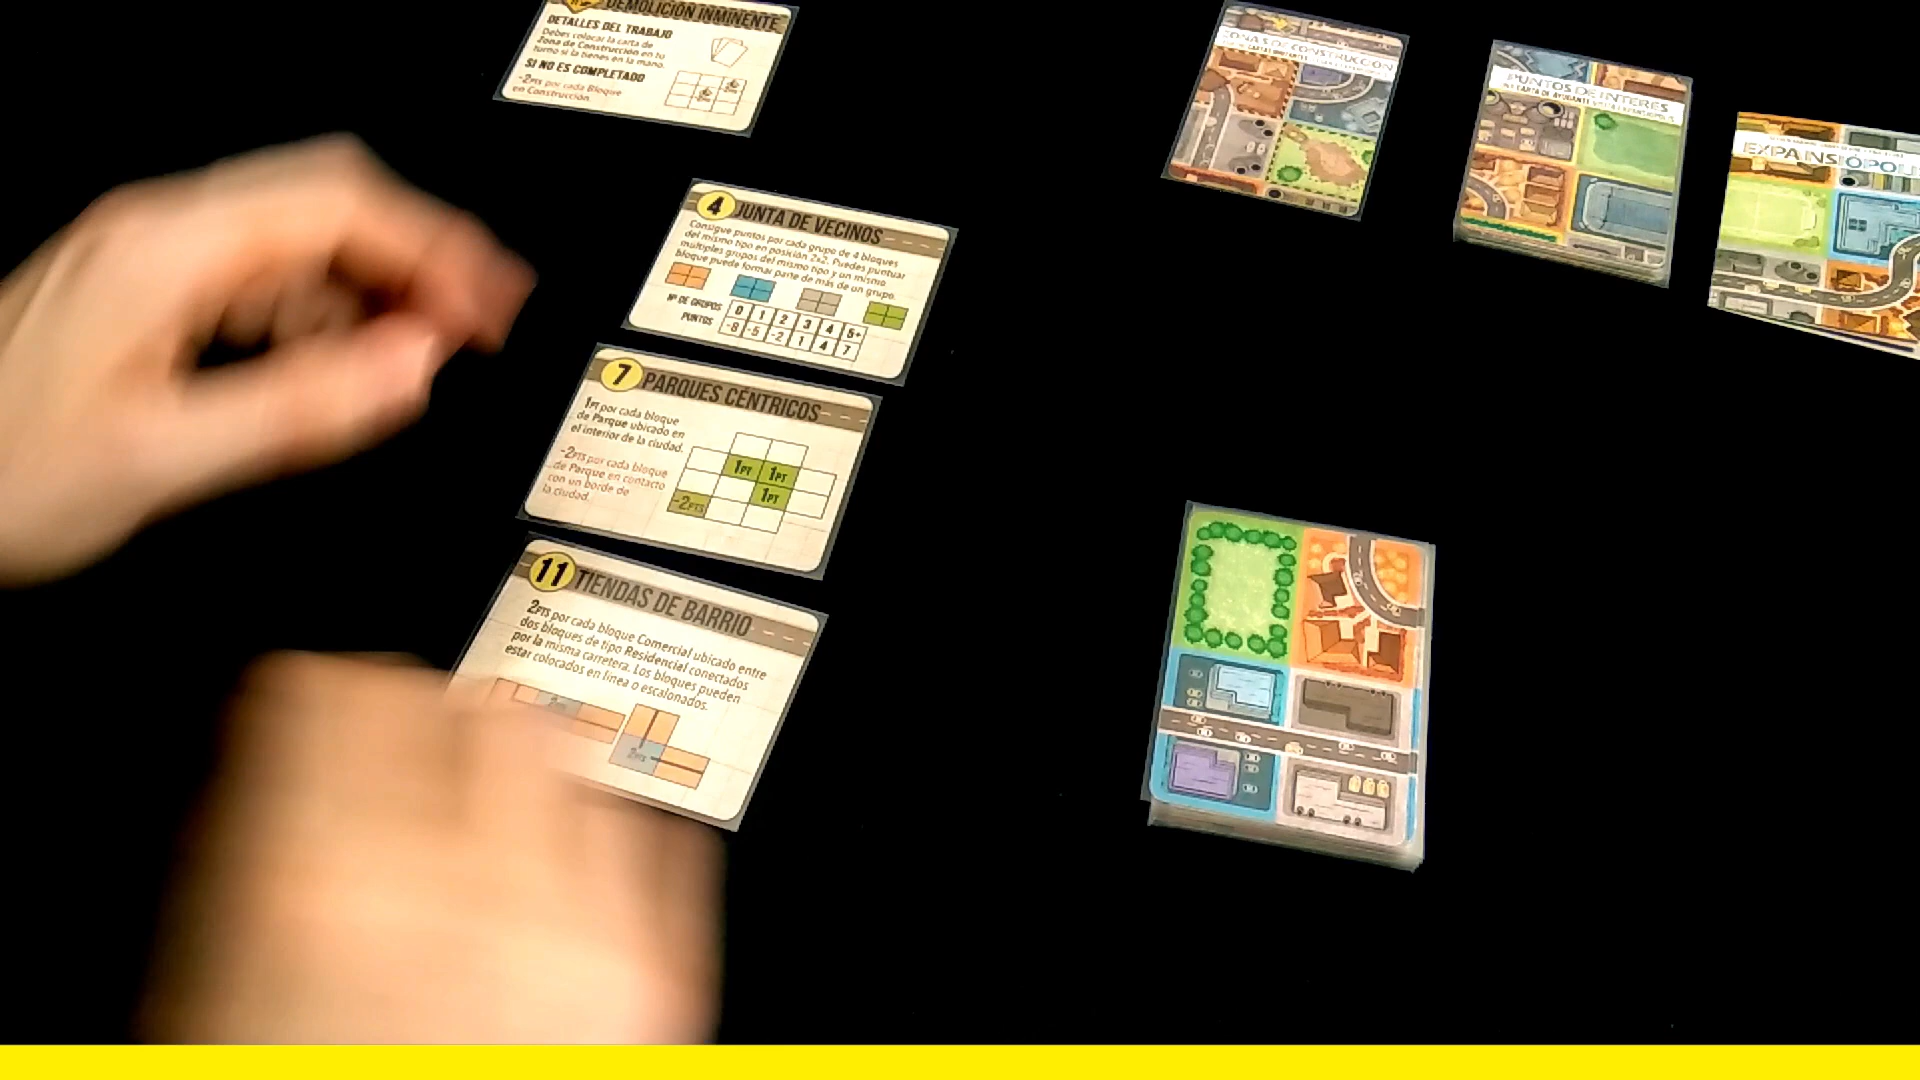 DEMOLICIÓN INMINENTE
DETALLES DEL TRABAJO
Debes colocar la carta de
Zona de Construcción en tu
turno si la tienes en la mano.
SI NO ES COMPLETADO
-2PTS por cada Bloque
en Construcción.
4 JUNTA DE VECINOS
Consigue puntos por cada grupo de 4 bloques
del mismo tipo en posición 2x2. Puedes puntuar
múltiples grupos del mismo tipo y un mismo
bloque puede formar parte de más de un grupo.
Nº DE GRUPOS 0 1 2 3 4 5+
PUNTOS -8 -5 -2 1 4 7
7 PARQUES CÉNTRICOS
1PT por cada bloque
de Parque ubicado en
el interior de la ciudad.
-2PTS por cada bloque
de Parque en contacto
con un borde de
la ciudad.
1PT 1PT
1PT
-2PTS
11 TIENDAS DE BARRIO
2PTS por cada bloque Comercial ubicado entre
dos bloques de tipo Residencial conectados
por la misma carretera. Los bloques pueden
estar colocados en línea o escalonados.
2PTS
2PTS
ZONAS DE CONSTRUCCIÓN
PUNTOS DE INTERÉS
EXPANSIÓPOLIS